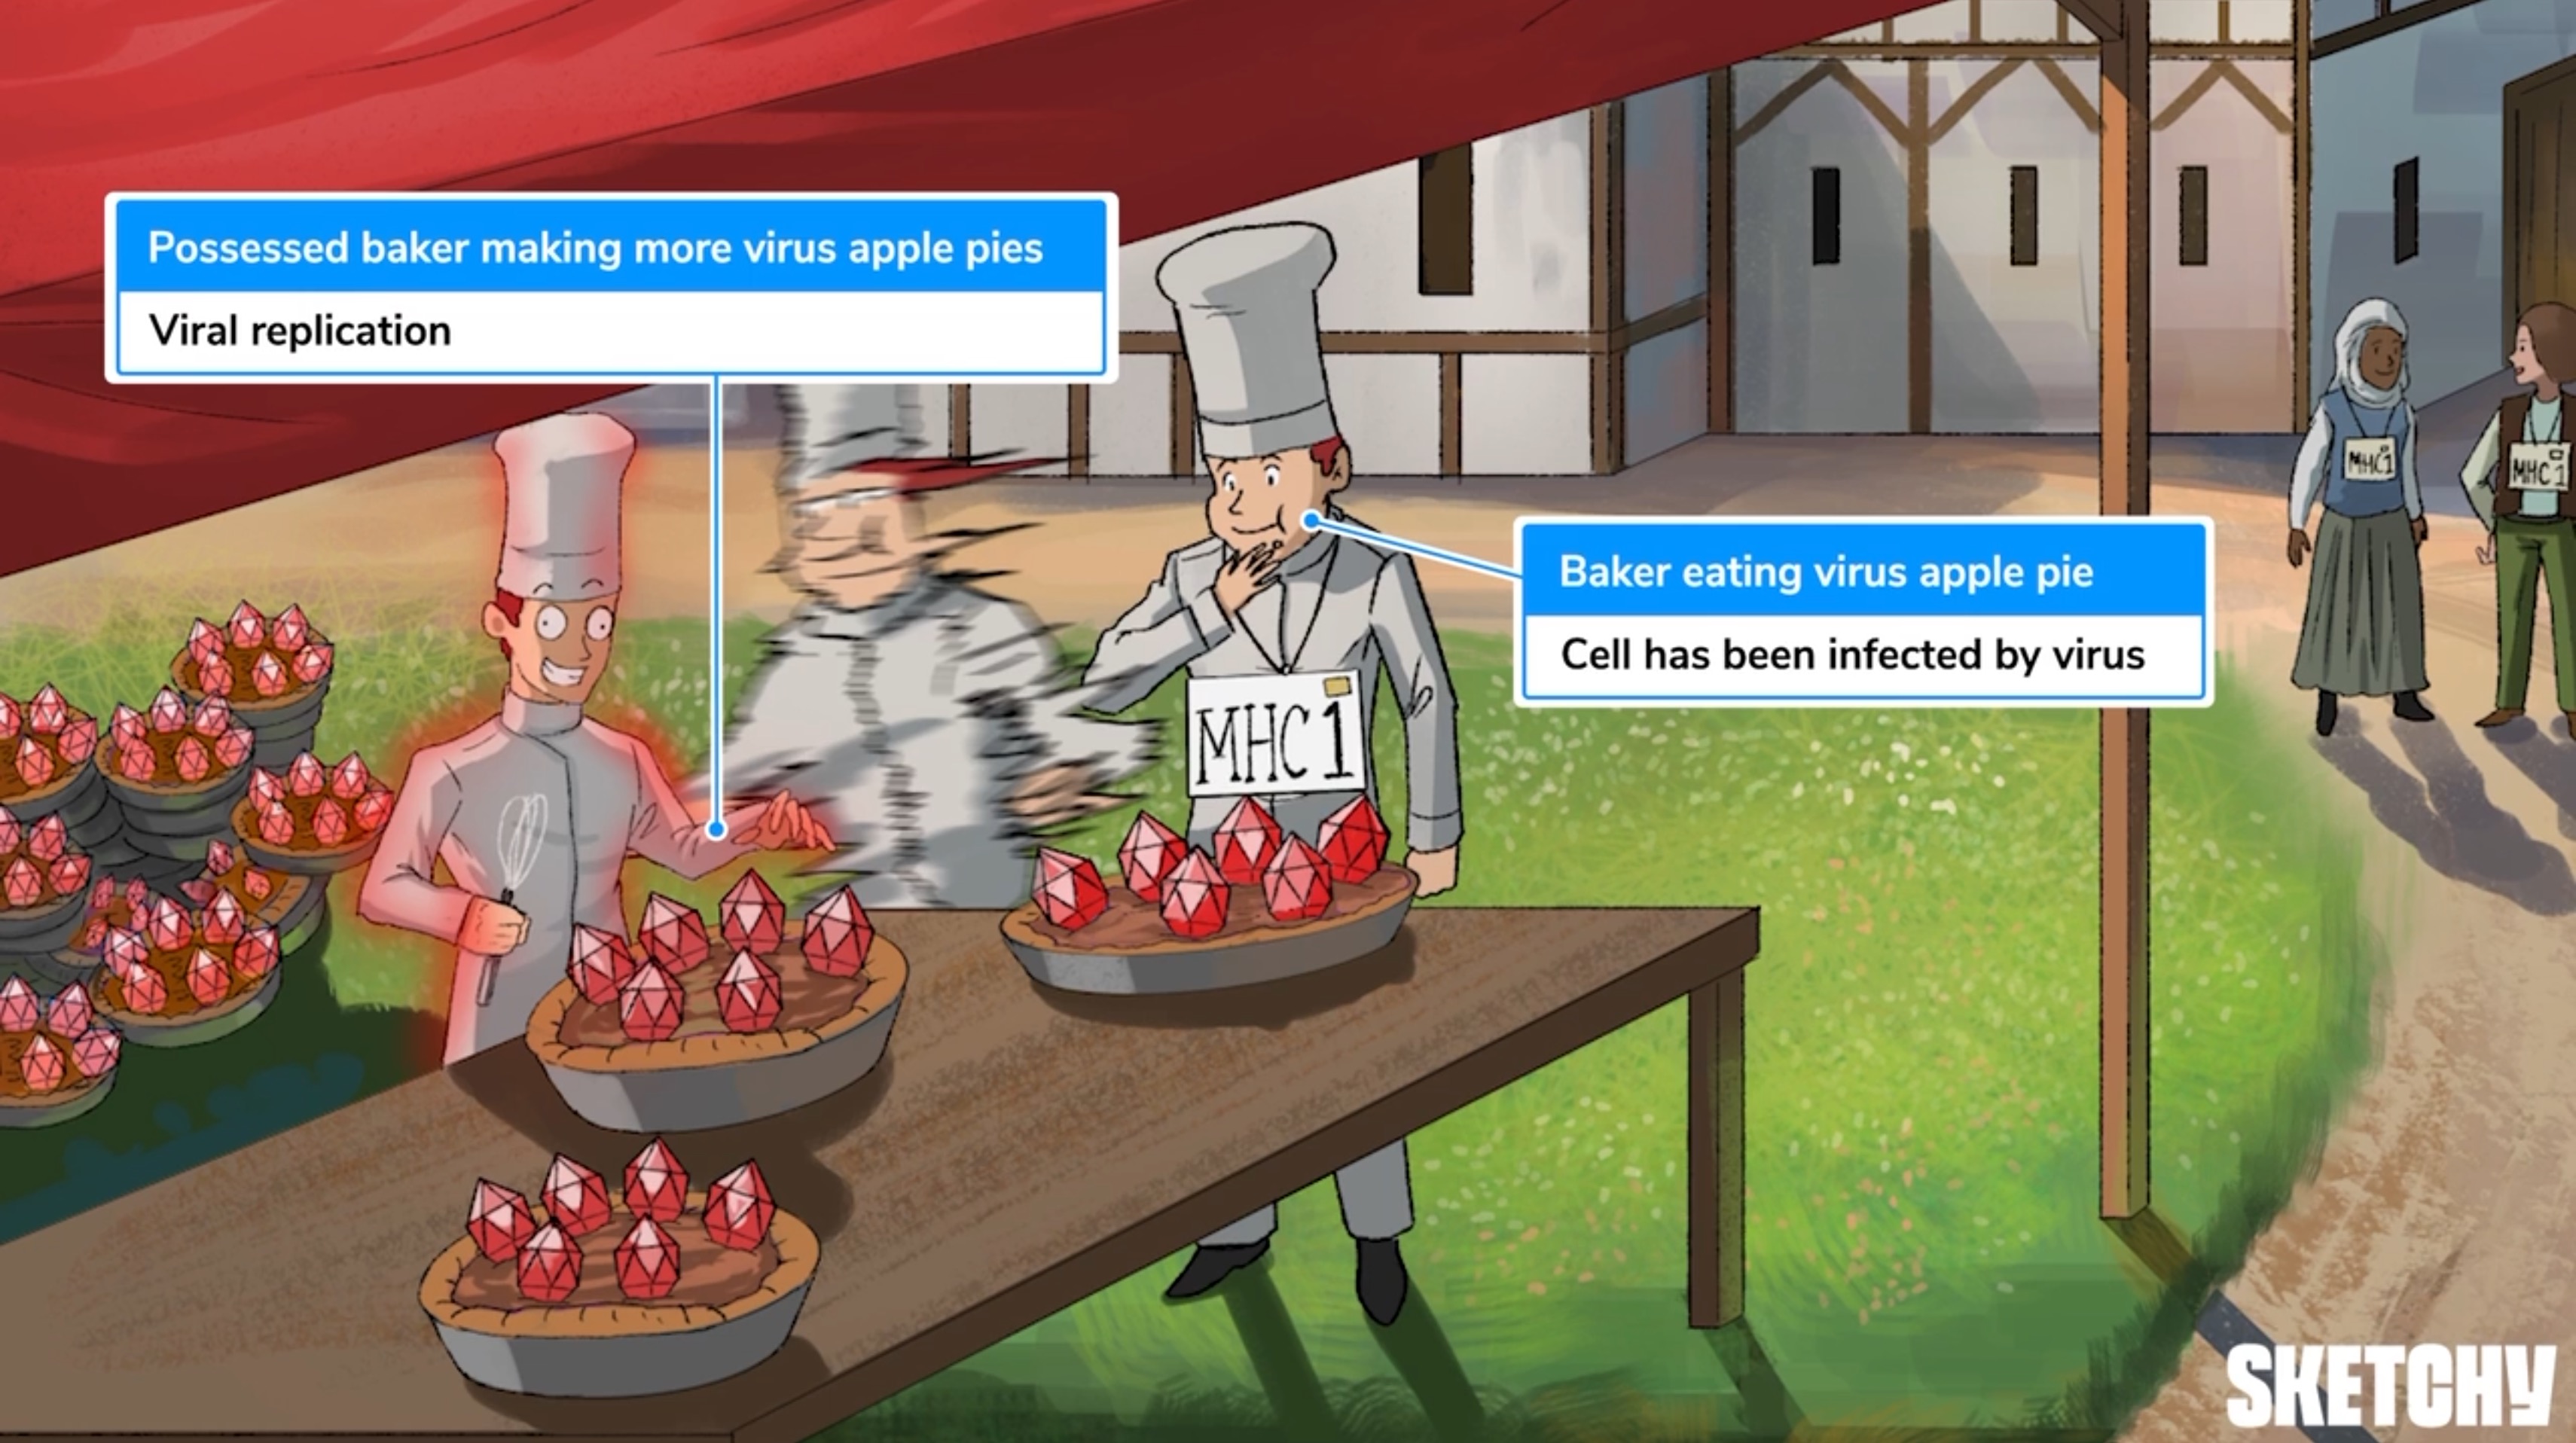 Possessed baker making more virus apple pies
Viral replication
Baker eating virus apple pie
Cell has been infected by virus
MHC1
MHC1
MHC 1
SKETCHY